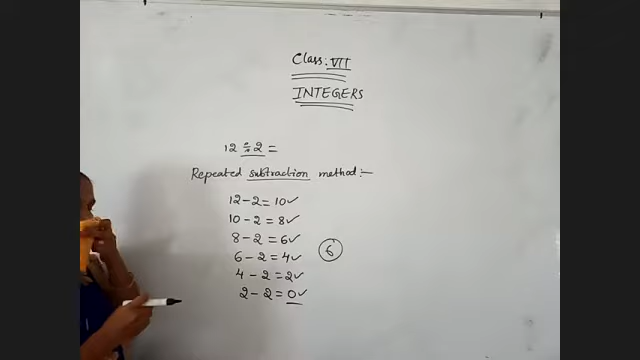 Class: VII
INTEGERS
12 ÷ 2 =
Repeated subtraction method:-
12 - 2 = 10✓
10 - 2 = 8✓
8 - 2 = 6✓
6 - 2 = 4✓
6
4 - 2 = 2✓
2 - 2 = 0✓